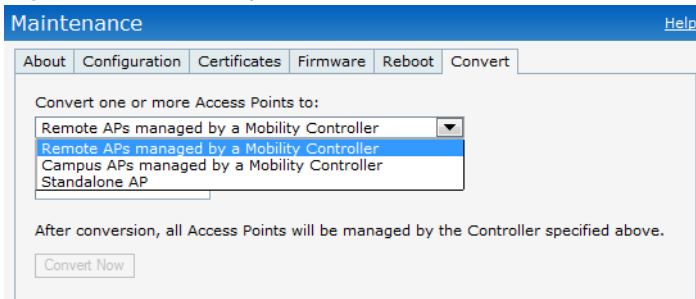 Maintenance Help
About Configuration Certificates Firmware Reboot Convert
Convert one or more Access Points to:
Remote APs managed by a Mobility Controller
Remote APs managed by a Mobility Controller
Campus APs managed by a Mobility Controller
Standalone AP
After conversion, all Access Points will be managed by the Controller specified above.
Convert Now